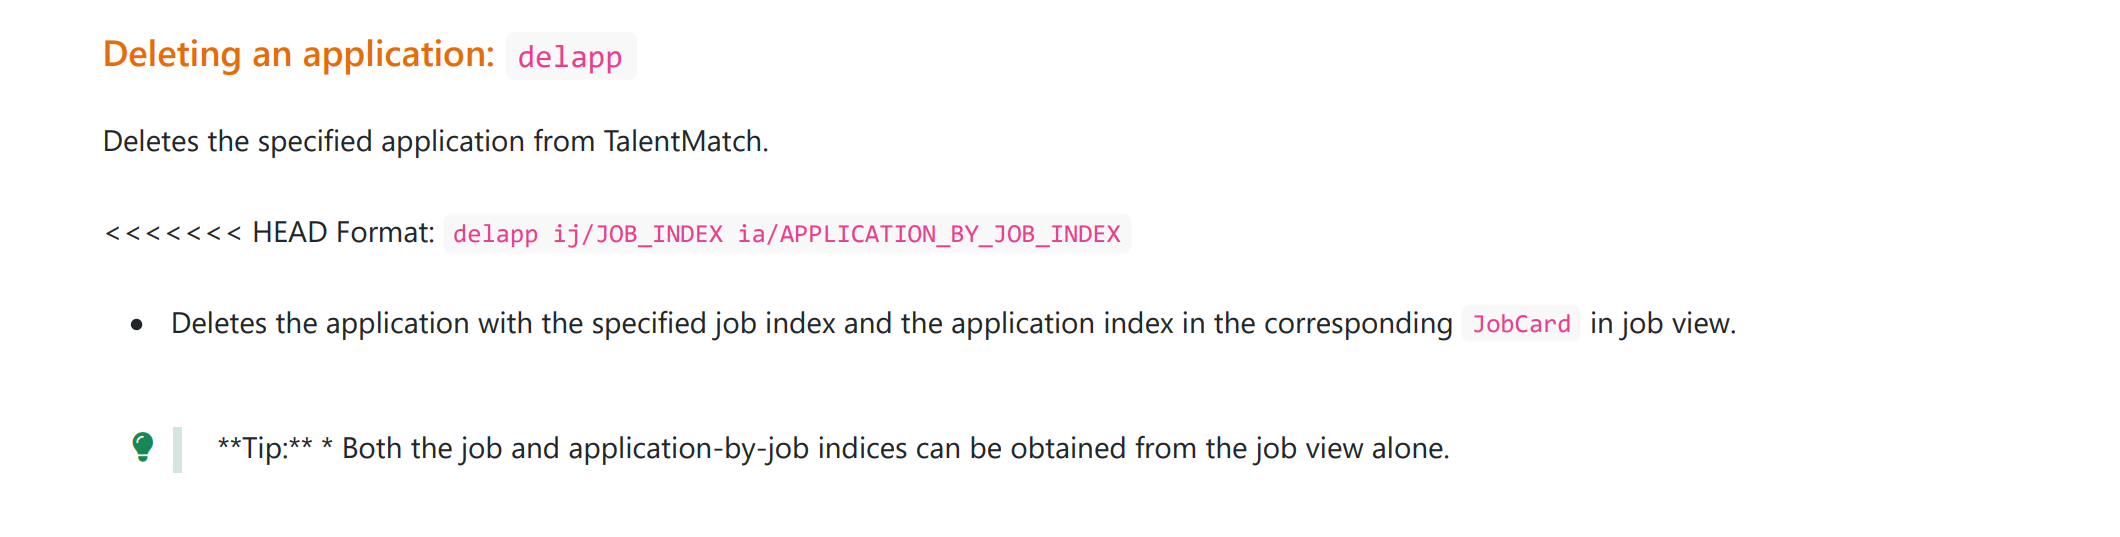 Deleting an application: delapp
Deletes the specified application from TalentMatch.
<<<<<<< HEAD Format: delapp ij/JOB_INDEX ia/APPLICATION_BY_JOB_INDEX
● Deletes the application with the specified job index and the application index in the corresponding JobCard in job view.
**Tip:** * Both the job and application-by-job indices can be obtained from the job view alone.